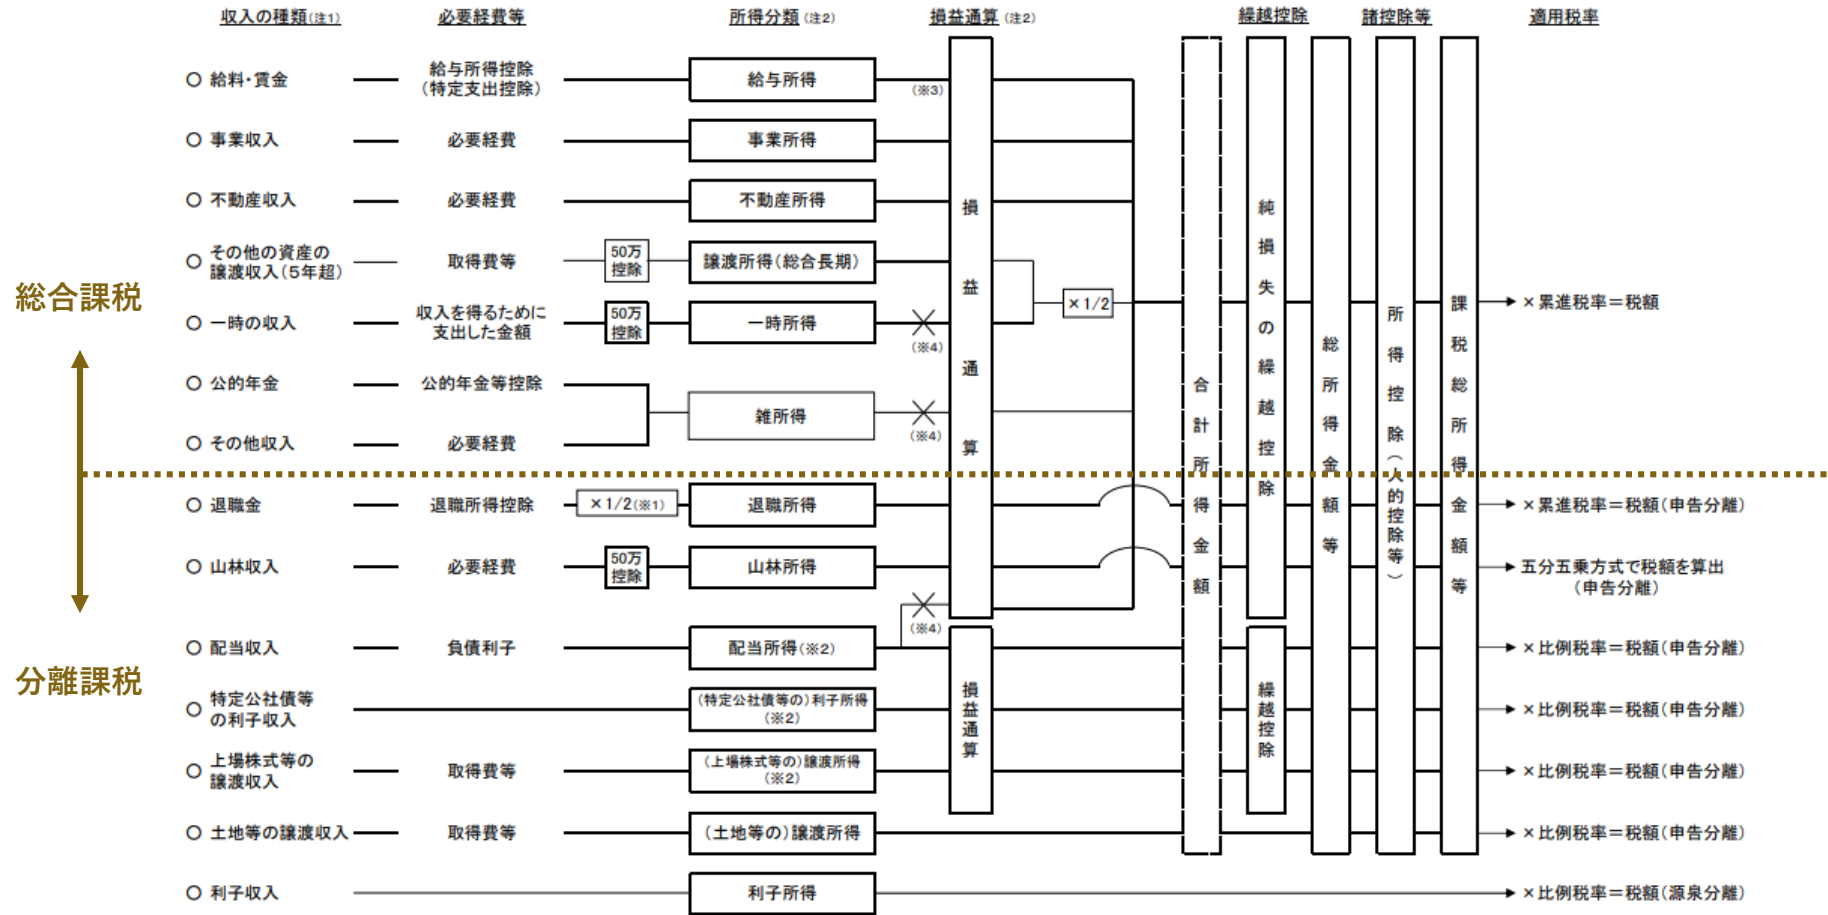 収入の種類(注1)
必要経費等
所得分類(注2)
損益通算(注2)
繰越控除
諸控除等
適用税率
総合課税
分離課税
○ 給料・賃金
給与所得控除
(特定支出控除)
給与所得
(※3)
○ 事業収入
必要経費
事業所得
○ 不動産収入
必要経費
不動産所得
○ その他の資産の
譲渡収入(5年超)
取得費等
50万
控除
譲渡所得(総合長期)
○ 一時の収入
収入を得るために
支出した金額
50万
控除
一時所得
(※4)
×1/2
×累進税率=税額
○ 公的年金
公的年金等控除
○ その他収入
必要経費
雑所得
(※4)
○ 退職金
退職所得控除
×1/2(※1)
退職所得
×累進税率=税額(申告分離)
○ 山林収入
必要経費
50万
控除
山林所得
五分五乗方式で税額を算出
(申告分離)
○ 配当収入
負債利子
配当所得(※2)
(※4)
×比例税率=税額(申告分離)
○ 特定公社債等
の利子収入
(特定公社債等の)利子所得
(※2)
×比例税率=税額(申告分離)
○ 上場株式等の
譲渡収入
取得費等
(上場株式等の)譲渡所得
(※2)
×比例税率=税額(申告分離)
○ 土地等の譲渡収入
取得費等
(土地等の)譲渡所得
×比例税率=税額(申告分離)
○ 利子収入
利子所得
×比例税率=税額(源泉分離)
損益通算
損益通算
合計所得金額
純損失の繰越控除
繰越控除
総所得金額等
所得控除(人的控除等)
課税総所得金額等